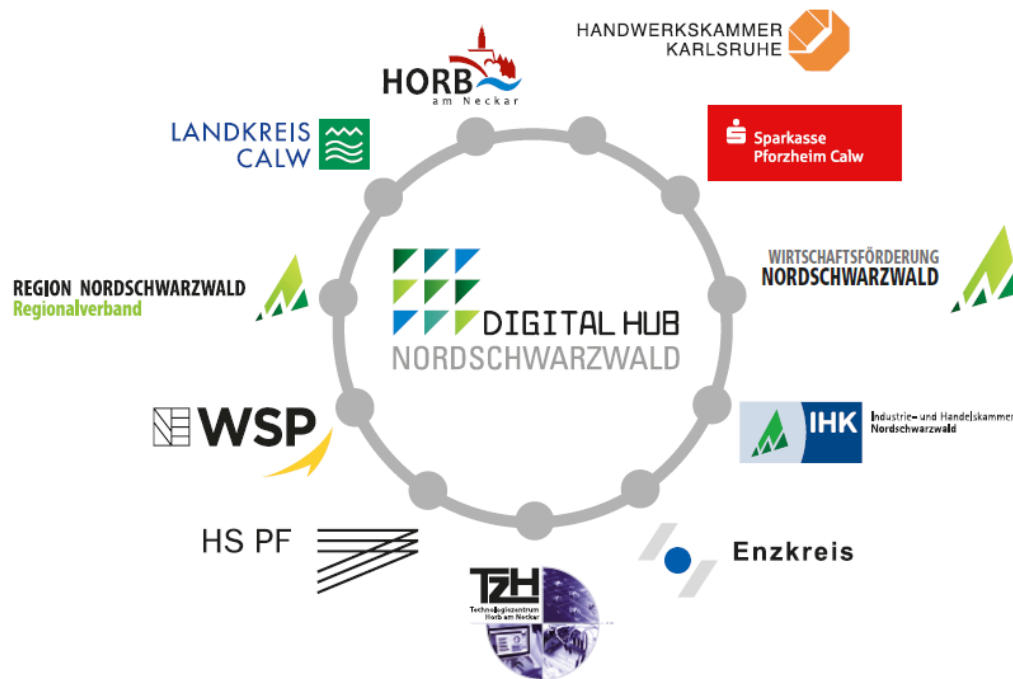 HANDWERKSKAMMER
KARLSRUHE
HORB
am Neckar
LANDKREIS
CALW
Sparkasse
Pforzheim Calw
REGION NORDSCHWARZWALD
Regionalverband
WIRTSCHAFTSFÖRDERUNG
NORDSCHWARZWALD
DIGITAL HUB
NORDSCHWARZWALD
WSP
IHK
Industrie- und Handelskammer
Nordschwarzwald
HS PF
Enzkreis
TZH
Technologiezentrum
Horb am Neckar